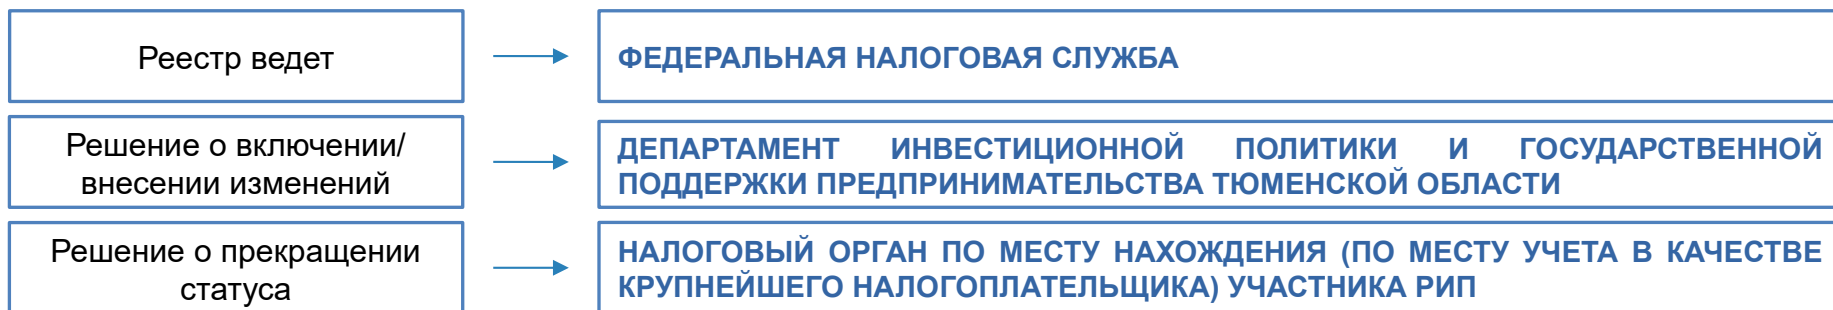 Реестр ведет
ФЕДЕРАЛЬНАЯ НАЛОГОВАЯ СЛУЖБА
Решение о включении/
внесении изменений
ДЕПАРТАМЕНТ ИНВЕСТИЦИОННОЙ ПОЛИТИКИ И ГОСУДАРСТВЕННОЙ
ПОДДЕРЖКИ ПРЕДПРИНИМАТЕЛЬСТВА ТЮМЕНСКОЙ ОБЛАСТИ
Решение о прекращении
статуса
НАЛОГОВЫЙ ОРГАН ПО МЕСТУ НАХОЖДЕНИЯ (ПО МЕСТУ УЧЕТА В КАЧЕСТВЕ
КРУПНЕЙШЕГО НАЛОГОПЛАТЕЛЬЩИКА) УЧАСТНИКА РИП